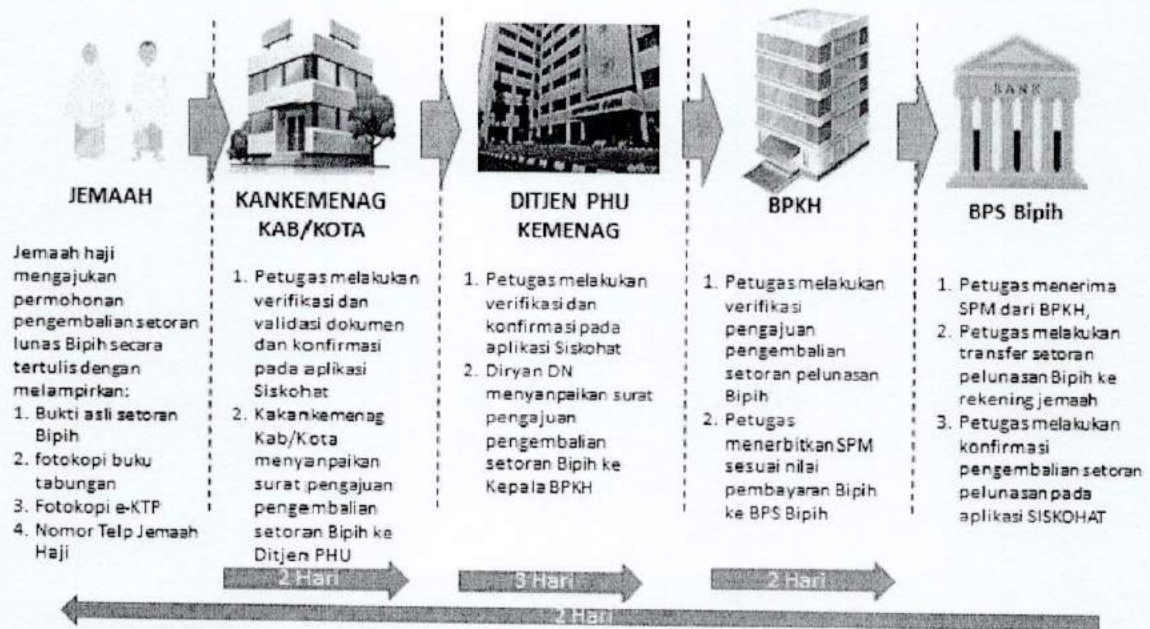 BANK
JEMAAH
Jemaah haji
mengajukan
permohonan
pengembalian setoran
lunas Bipih secara
tertulis dengan
melampirkan:
1. Bukti asli setoran
Bipih
2. fotokopi buku
tabungan
3. Fotokopi e-KTP
4. Nomor Telp Jemaah
Haji
KANKEMENAG
KAB/KOTA
1. Petugas melakukan
verifikasi dan
validasi dokumen
dan konfirmasi
pada aplikasi
Siskohat
2. Kakankemenag
Kab/Kota
menyanpaikan
surat pengajuan
pengembalian
setoran Bipih ke
Ditjen PHU
2 Hari
DITJEN PHU
KEMENAG
1. Petugas melakukan
verifikasi dan
konfirmasi pada
aplikasi Siskohat
2. Diryan DN
menyanpaikan surat
pengajuan
pengembalian
setoran Bipih ke
Kepala BPKH
3 Hari
BPKH
1. Petugas melakukan
verifikasi
pengajuan
pengembalian
setoran pelunasan
Bipih
2. Petugas
menerbitkan SPM
sesuai nilai
pembayaran Bipih
ke BPS Bipih
2 Hari
BPS Bipih
1. Petugas menerima
SPM dari BPKH,
2. Petugas melakukan
transfer setoran
pelunasan Bipih ke
rekening jemaah
3. Petugas melakukan
konfirmasi
pengembalian setoran
pelunasan pada
aplikasi SISKOHAT
2 Hari